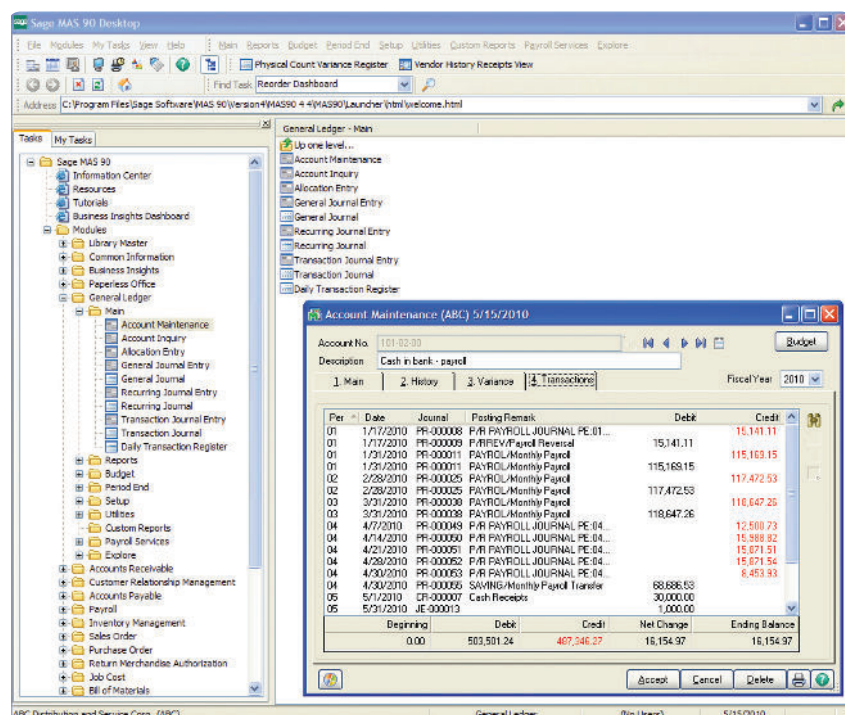 Sage MAS 90 Desktop
File Modules My Tasks View Help Main Reports Budget Period End Setup Utilities Custom Reports Payroll Services Explore
Physical Count Variance Register Vendor History Receipts View
Find Task Reorder Dashboard
Address C:\Program Files\Sage Software\MAS 90\Version4\MAS90 4 4\MAS90\Launcher\html\welcome.html
Tasks My Tasks
Sage MAS 90
Information Center
Resources
Tutorials
Business Insights Dashboard
Modules
Library Master
Common Information
Business Insights
Paperless Office
General Ledger
Main
Account Maintenance
Account Inquiry
Allocation Entry
General Journal Entry
General Journal
Recurring Journal Entry
Recurring Journal
Transaction Journal Entry
Transaction Journal
Daily Transaction Register
Reports
Budget
Period End
Setup
Utilities
Custom Reports
Payroll Services
Explore
Accounts Receivable
Customer Relationship Management
Accounts Payable
Payroll
Inventory Management
Sales Order
Purchase Order
Return Merchandise Authorization
Job Cost
Bill of Materials
General Ledger - Main
Up one level...
Account Maintenance
Account Inquiry
Allocation Entry
General Journal Entry
General Journal
Recurring Journal Entry
Recurring Journal
Transaction Journal Entry
Transaction Journal
Daily Transaction Register
Account Maintenance (ABC) 5/15/2010
Account No. 101-02-00 Budget
Description Cash in bank - payroll
1. Main 2. History 3. Variance 4. Transactions Fiscal Year 2010
Per Date Journal Posting Remark Debit Credit
01 1/17/2010 PR-000008 P/R PAYROLL JOURNAL PE:01... 15,141.11
01 1/17/2010 PR-000009 P/RREV/Payroll Reversal 15,141.11
01 1/31/2010 PR-000011 PAYROL/Monthly Payroll 115,169.15
01 1/31/2010 PR-000011 PAYROL/Monthly Payroll 115,169.15
02 2/28/2010 PR-000025 PAYROL/Monthly Payroll 117,472.53
02 2/28/2010 PR-000025 PAYROL/Monthly Payroll 117,472.53
03 3/31/2010 PR-000038 PAYROL/Monthly Payroll 118,647.26
03 3/31/2010 PR-000038 PAYROL/Monthly Payroll 118,647.26
04 4/7/2010 PR-000049 P/R PAYROLL JOURNAL PE:04... 12,500.73
04 4/14/2010 PR-000050 P/R PAYROLL JOURNAL PE:04... 15,988.82
04 4/21/2010 PR-000051 P/R PAYROLL JOURNAL PE:04... 15,871.51
04 4/28/2010 PR-000052 P/R PAYROLL JOURNAL PE:04... 15,871.54
04 4/30/2010 PR-000053 P/R PAYROLL JOURNAL PE:04... 8,453.93
04 4/30/2010 PR-000055 SAVING/Monthly Payroll Transfer 68,686.53
05 5/1/2010 CR-000007 Cash Receipts 30,000.00
05 5/31/2010 JE-000013 1,000.00
Beginning Debit Credit Net Change Ending Balance
0.00 503,501.24 487,346.27 16,154.97 16,154.97
Accept Cancel Delete
ABC Distribution and Service Corp. (ABC) General Ledger (No Users) 5/15/2010